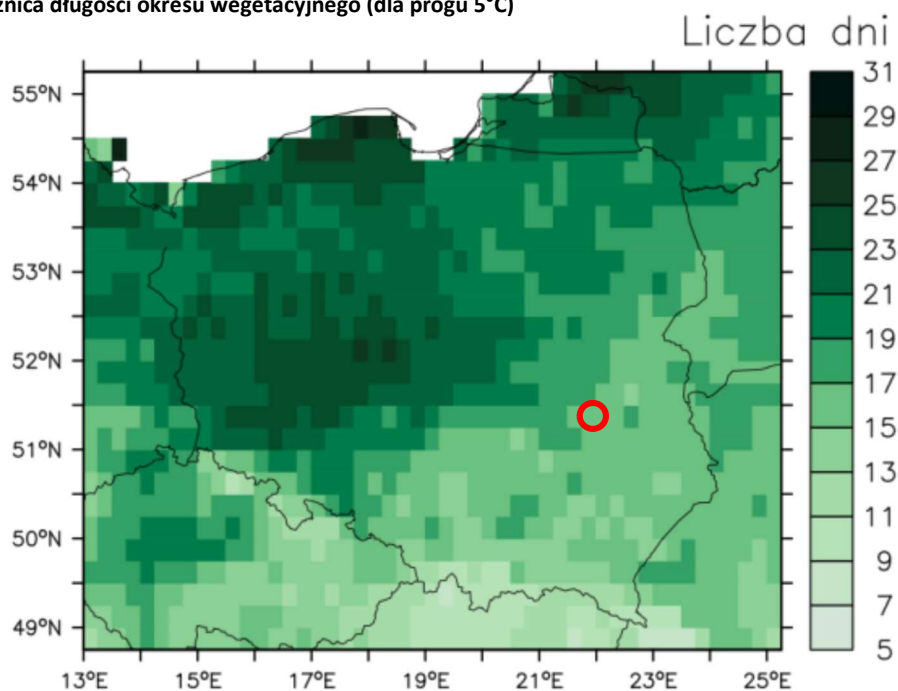 długości okresu wegetacyjnego (dla progu 5°C)
Liczba dni
31
29
27
25
23
21
19
17
15
13
11
9
7
5
55°N
54°N
53°N
52°N
51°N
50°N
49°N
13°E 15°E 17°E 19°E 21°E 23°E 25°E